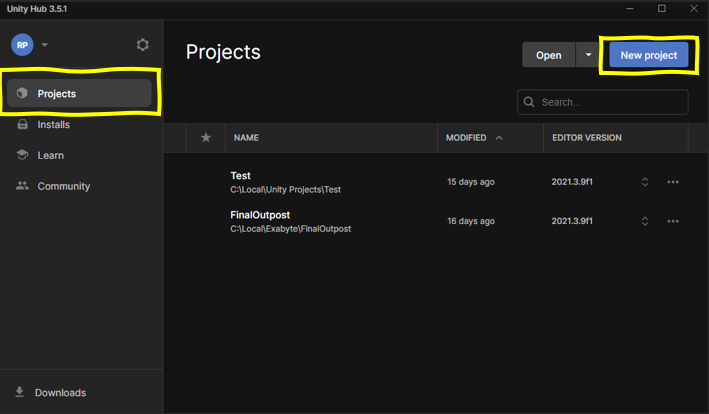 Unity Hub 3.5.1
RP
Projects
Installs
Learn
Community
Downloads
Projects
Open
New project
Search...
NAME MODIFIED EDITOR VERSION
Test 15 days ago 2021.3.9f1
C:\Local\Unity Projects\Test
FinalOutpost 16 days ago 2021.3.9f1
C:\Local\Exabyte\FinalOutpost